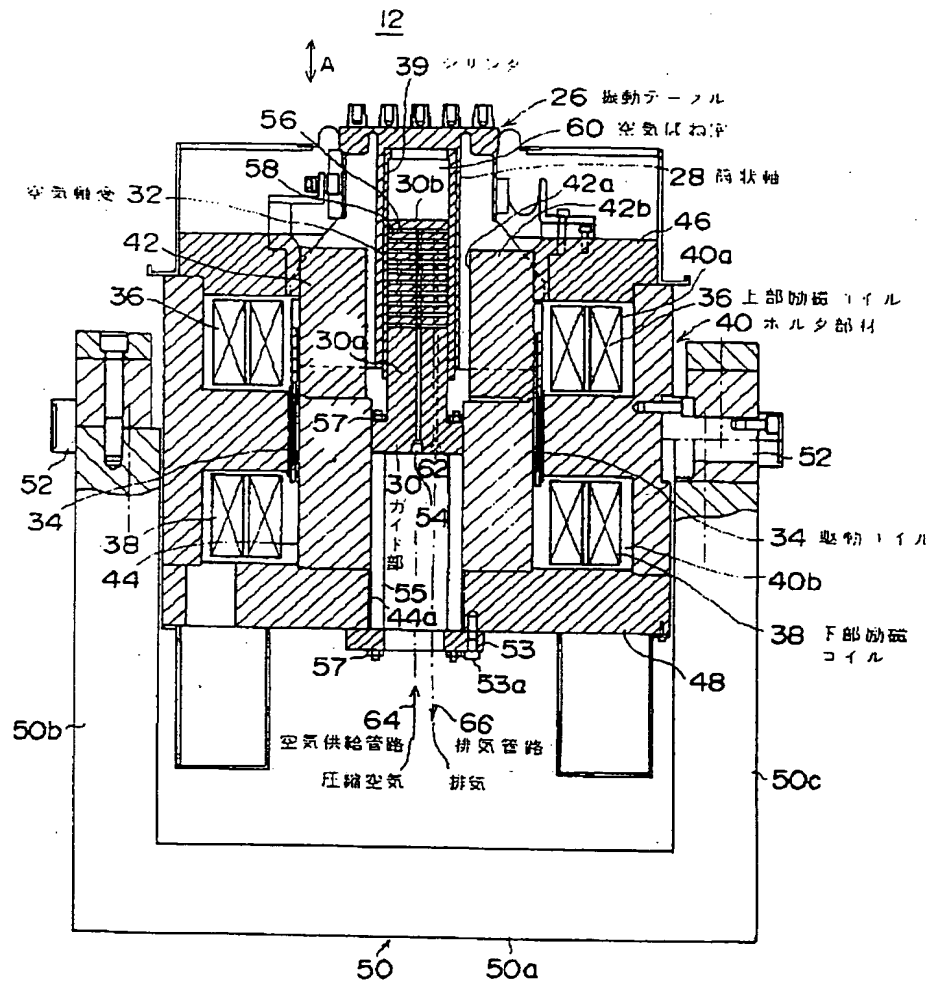 12
A
39 シリンダ
26 振動テーブル
56
60 空気ばね室
58
30b
28 筒状軸
空気軸受 32
42a
42b
42
46
40a
36
36 上部励磁コイル
40 ホルダ部材
30a
57
52
52
62
34
30
54
ガイド部
34 駆動コイル
38
44
40b
55
44a
38 下部励磁コイル
53
57
53a
48
50b
64
66
空気供給管路
排気管路
50c
圧縮空気
排気
50
50a